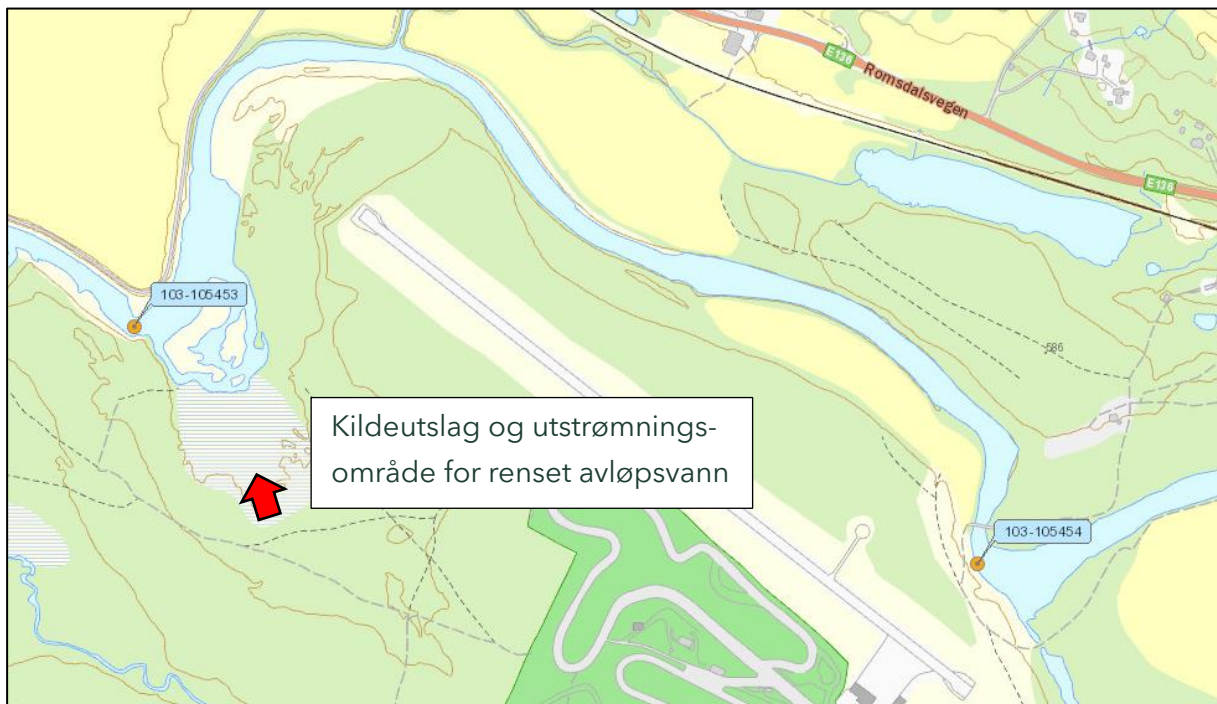 E136
Romsdalsvegen
E136
103-105453
586
Kildeutslag og utstrømnings-
område for renset avløpsvann
103-105454